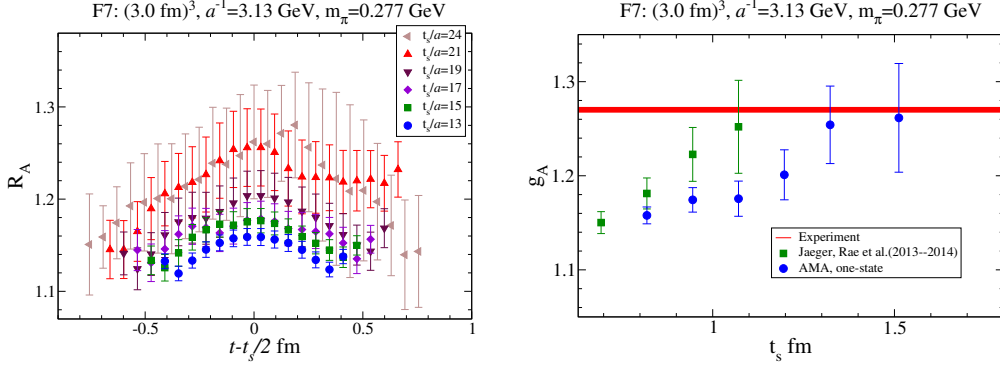 F7: (3.0 fm)³, a⁻¹=3.13 GeV, m_π=0.277 GeV
t_s/a=24
t_s/a=21
t_s/a=19
t_s/a=17
t_s/a=15
t_s/a=13
1.3
1.2
1.1
R_A
-0.5
0
0.5
1
t-t_s/2 fm
F7: (3.0 fm)³, a⁻¹=3.13 GeV, m_π=0.277 GeV
1.4
1.3
1.2
1.1
g_A
Experiment
Jaeger, Rae et al.(2013--2014)
AMA, one-state
1
1.5
t_s fm